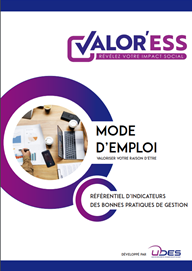 VALOR'ESS
RÉVÉLEZ VOTRE IMPACT SOCIAL
MODE
D'EMPLOI
VALORISER VOTRE RAISON D'ÊTRE
RÉFÉRENTIEL D'INDICATEURS
DES BONNES PRATIQUES DE GESTION
DÉVELOPPÉ PAR
UDES